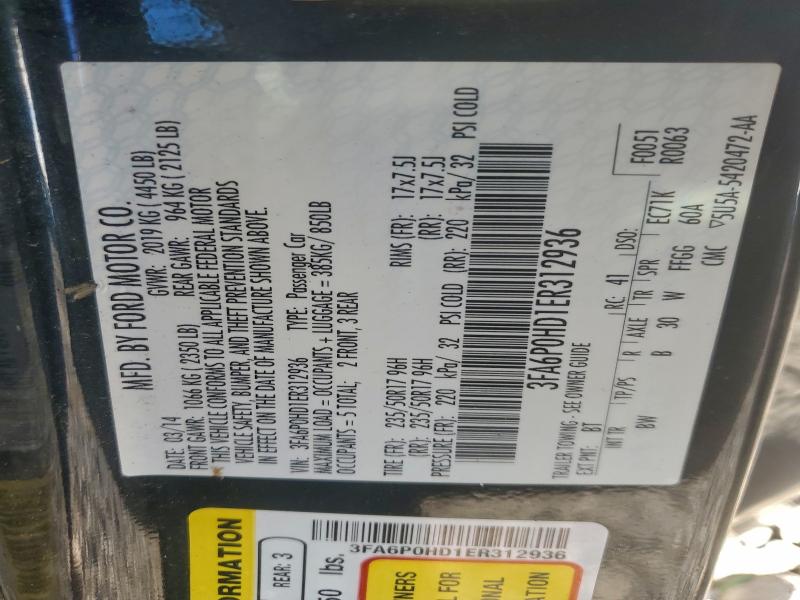 MFD. BY FORD MOTOR CO.
DATE: 03/14 GVWR: 2019 KG ( 4450 LB)
FRONT GAWR: 1066 KG ( 2350 LB) REAR GAWR: 964 KG ( 2125 LB)
THIS VEHICLE CONFORMS TO ALL APPLICABLE FEDERAL MOTOR
VEHICLE SAFETY, BUMPER, AND THEFT PREVENTION STANDARDS
IN EFFECT ON THE DATE OF MANUFACTURE SHOWN ABOVE.
VIN: 3FA6P0HD1ER312936 TYPE: Passenger Car
MAXIMUM LOAD = OCCUPANTS + LUGGAGE = 385KG/ 850LB
OCCUPANTS = 5 TOTAL; 2 FRONT, 3 REAR
TIRE (FR): 235/50R17 96H RIMS (FR): 17x7.5J
(RR): 235/50R17 96H (RR): 17x7.5J
PRESSURE (FR): 220 kPa/ 32 PSI COLD (RR): 220 kPa/ 32 PSI COLD
3FA6P0HD1ER312936
TRAILER TOWING - SEE OWNER GUIDE F0051
EXT PNT: BT RC: 41 DSO: R0063
INT TR TP/PS R AXLE TR SPR EC71K
BW B 30 W FFGG 60A
CMC ▽5U5A-5420472-AA
3FA6P0HD1ER312936
REAR: 3
lbs.